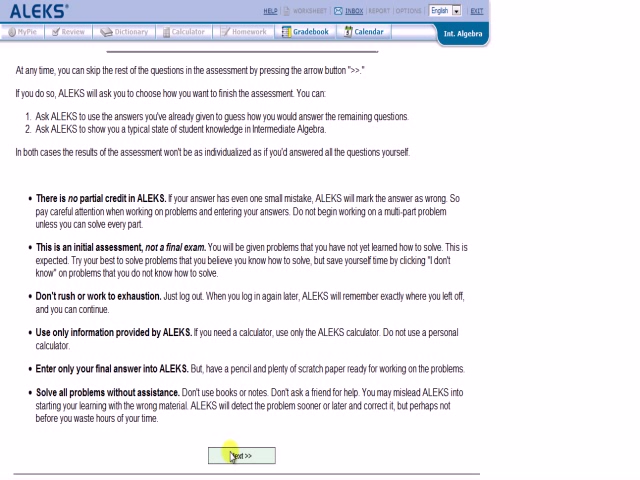 ALEKS®
HELP | WORKSHEET | INBOX | REPORT | OPTIONS | English | EXIT
MyPie Review Dictionary Calculator Homework Gradebook Calendar Int. Algebra
At any time, you can skip the rest of the questions in the assessment by pressing the arrow button ">>."
If you do so, ALEKS will ask you to choose how you want to finish the assessment. You can:
1. Ask ALEKS to use the answers you've already given to guess how you would answer the remaining questions.
2. Ask ALEKS to show you a typical state of student knowledge in Intermediate Algebra.
In both cases the results of the assessment won't be as individualized as if you'd answered all the questions yourself.
• There is no partial credit in ALEKS. If your answer has even one small mistake, ALEKS will mark the answer as wrong. So
pay careful attention when working on problems and entering your answers. Do not begin working on a multi-part problem
unless you can solve every part.
• This is an initial assessment, not a final exam. You will be given problems that you have not yet learned how to solve. This is
expected. Try your best to solve problems that you believe you know how to solve, but save yourself time by clicking "I don't
know" on problems that you do not know how to solve.
• Don't rush or work to exhaustion. Just log out. When you log in again later, ALEKS will remember exactly where you left off,
and you can continue.
• Use only information provided by ALEKS. If you need a calculator, use only the ALEKS calculator. Do not use a personal
calculator.
• Enter only your final answer into ALEKS. But, have a pencil and plenty of scratch paper ready for working on the problems.
• Solve all problems without assistance. Don't use books or notes. Don't ask a friend for help. You may mislead ALEKS into
starting your learning with the wrong material. ALEKS will detect the problem sooner or later and correct it, but perhaps not
before you waste hours of your time.
Next >>